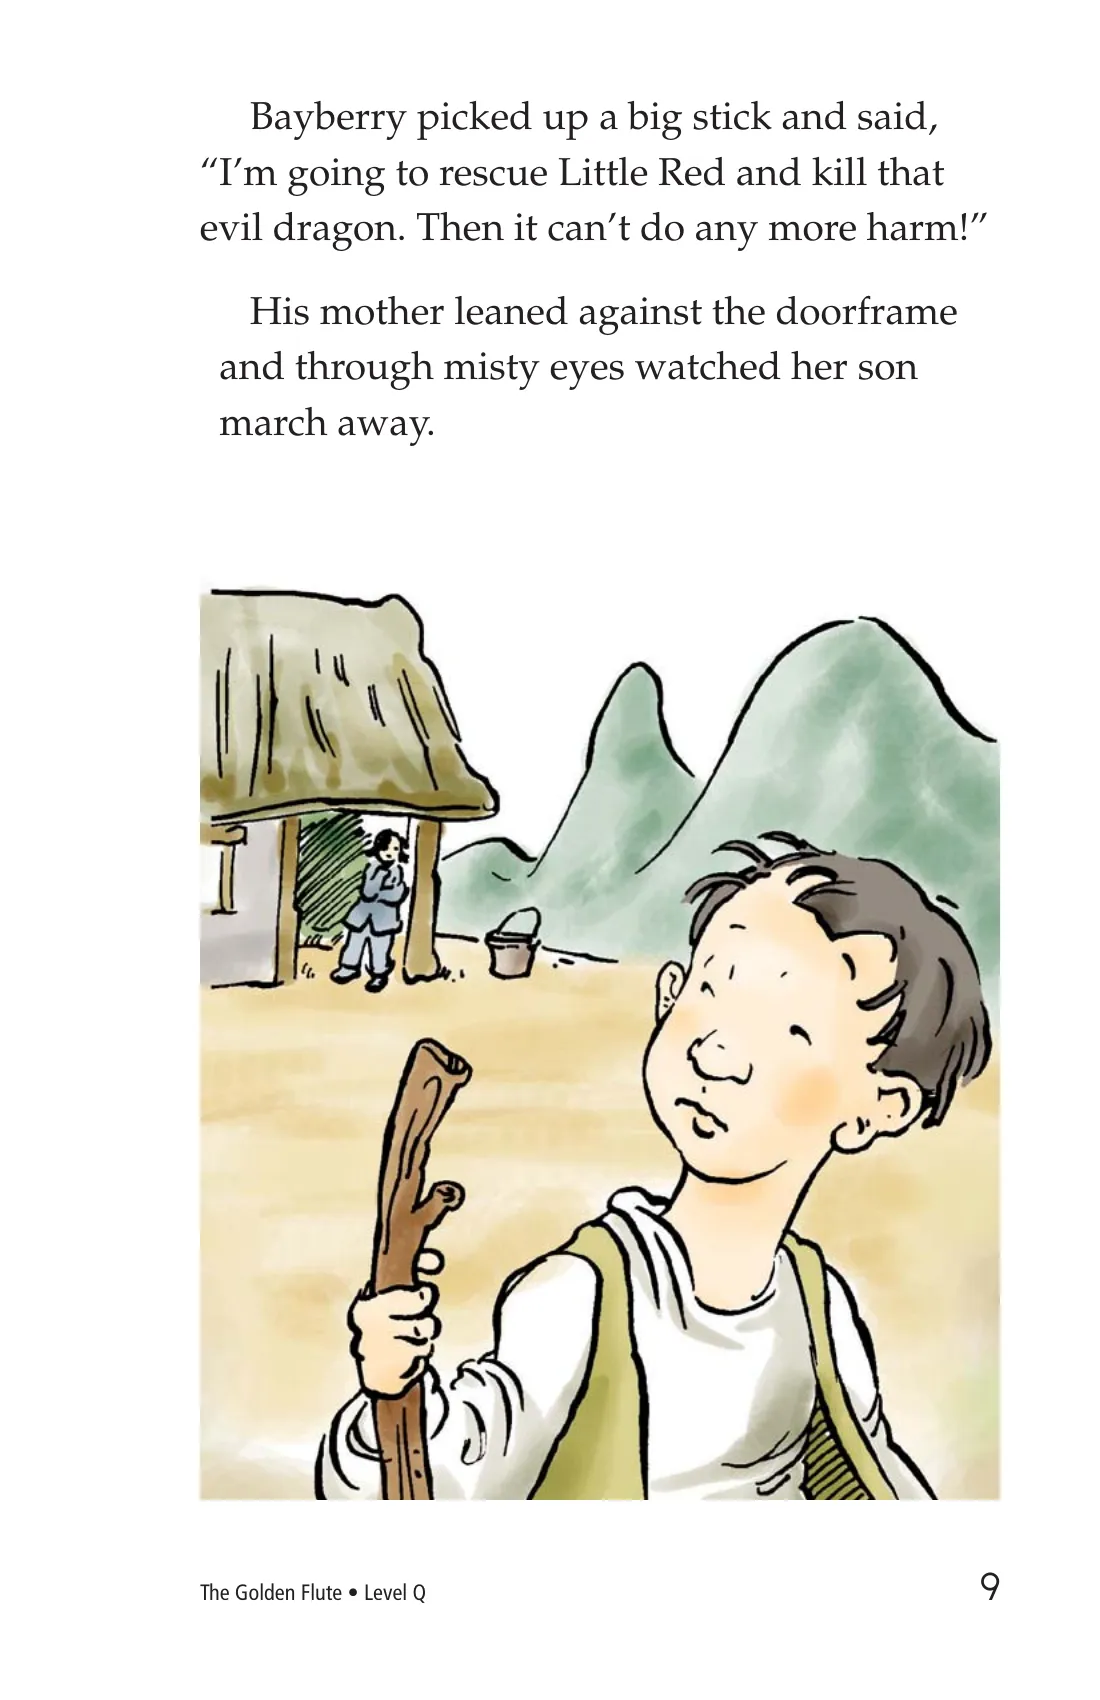 Bayberry picked up a big stick and said,
“I’m going to rescue Little Red and kill that
evil dragon. Then it can’t do any more harm!”
His mother leaned against the doorframe
and through misty eyes watched her son
march away.
The Golden Flute • Level Q
9